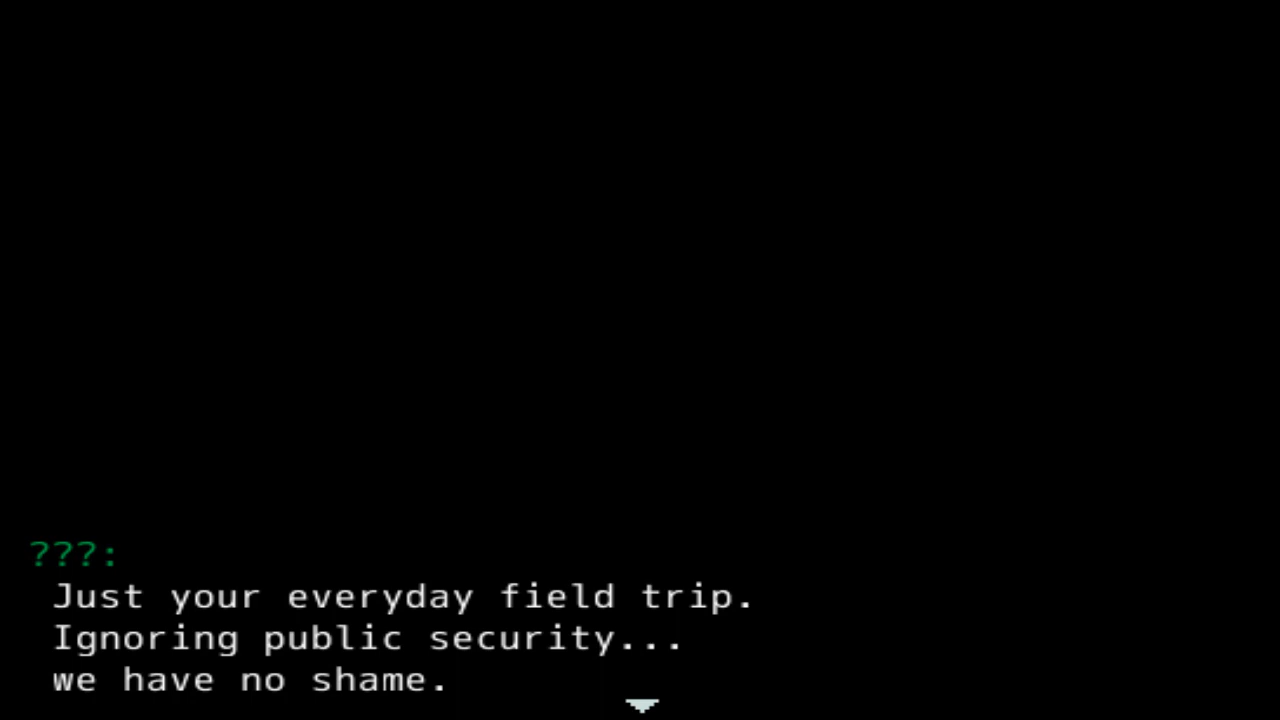 ???:
Just your everyday field trip.
Ignoring public security...
we have no shame.